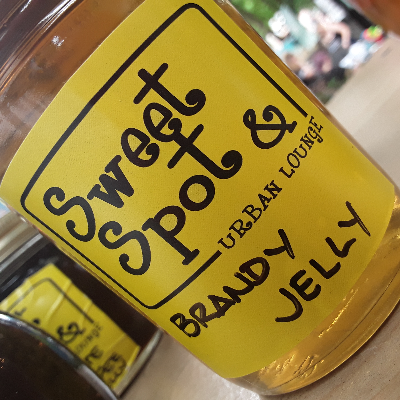 Sweet
Spot &
URBAN LOUNGE
BRANDY
JELLY
&